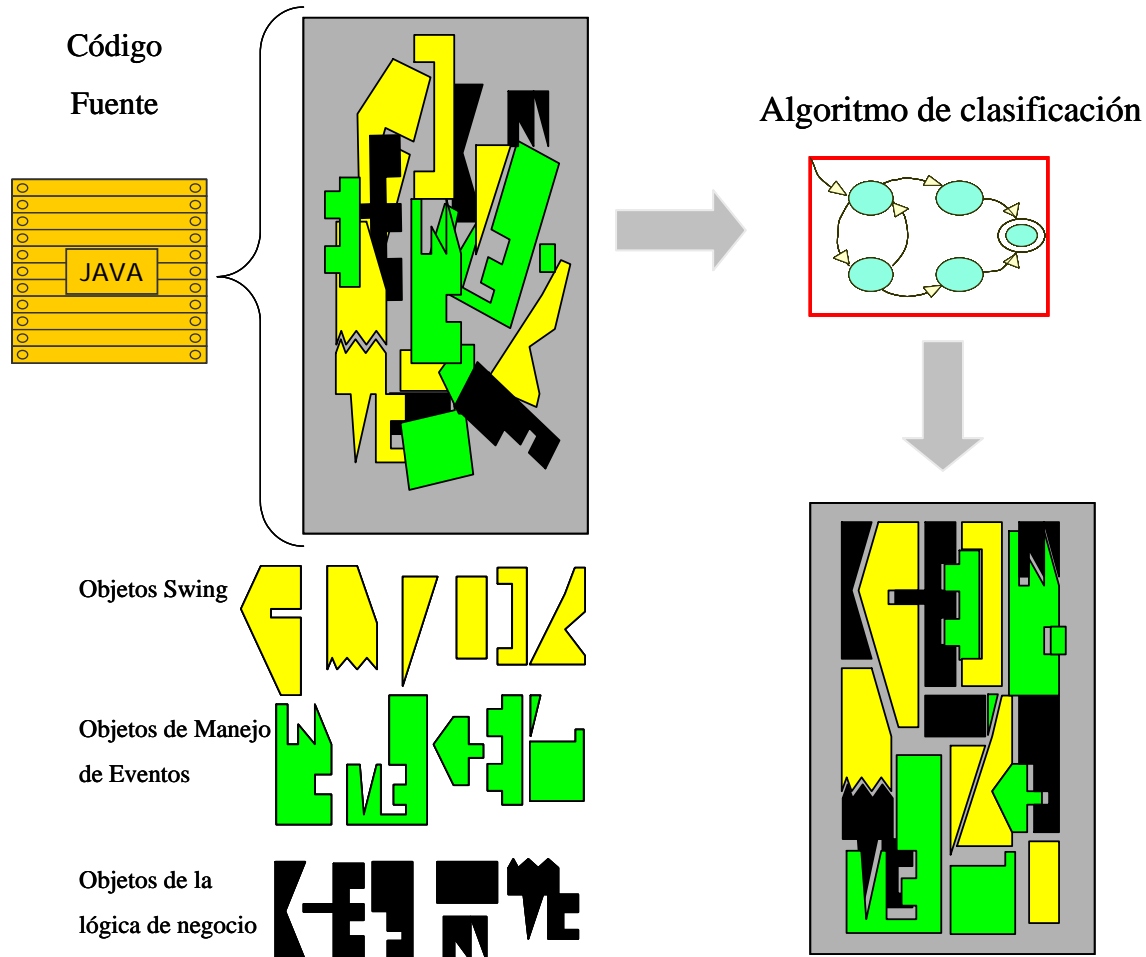 Código
Fuente
JAVA
Algoritmo de clasificación
Objetos Swing
Objetos de Manejo
de Eventos
Objetos de la
lógica de negocio